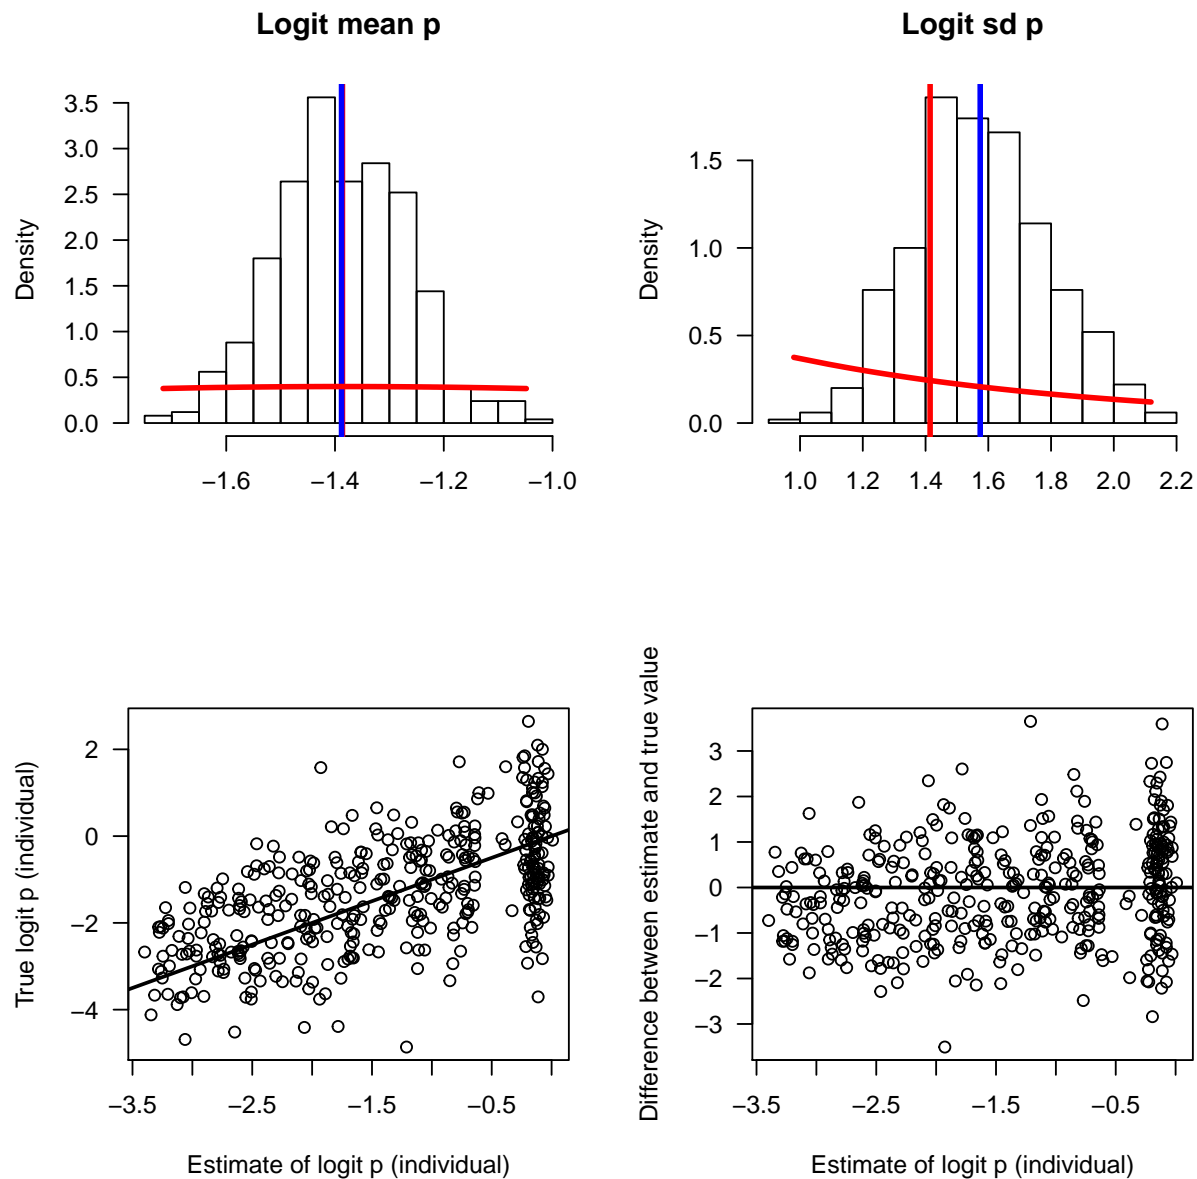 Logit mean p
Density
3.5
3.0
2.5
2.0
1.5
1.0
0.5
0.0
−1.6 −1.4 −1.2 −1.0
Logit sd p
Density
1.5
1.0
0.5
0.0
1.0 1.2 1.4 1.6 1.8 2.0 2.2
True logit p (individual)
2
0
−2
−4
−3.5 −2.5 −1.5 −0.5
Estimate of logit p (individual)
Difference between estimate and true value
3
2
1
0
−1
−2
−3
−3.5 −2.5 −1.5 −0.5
Estimate of logit p (individual)